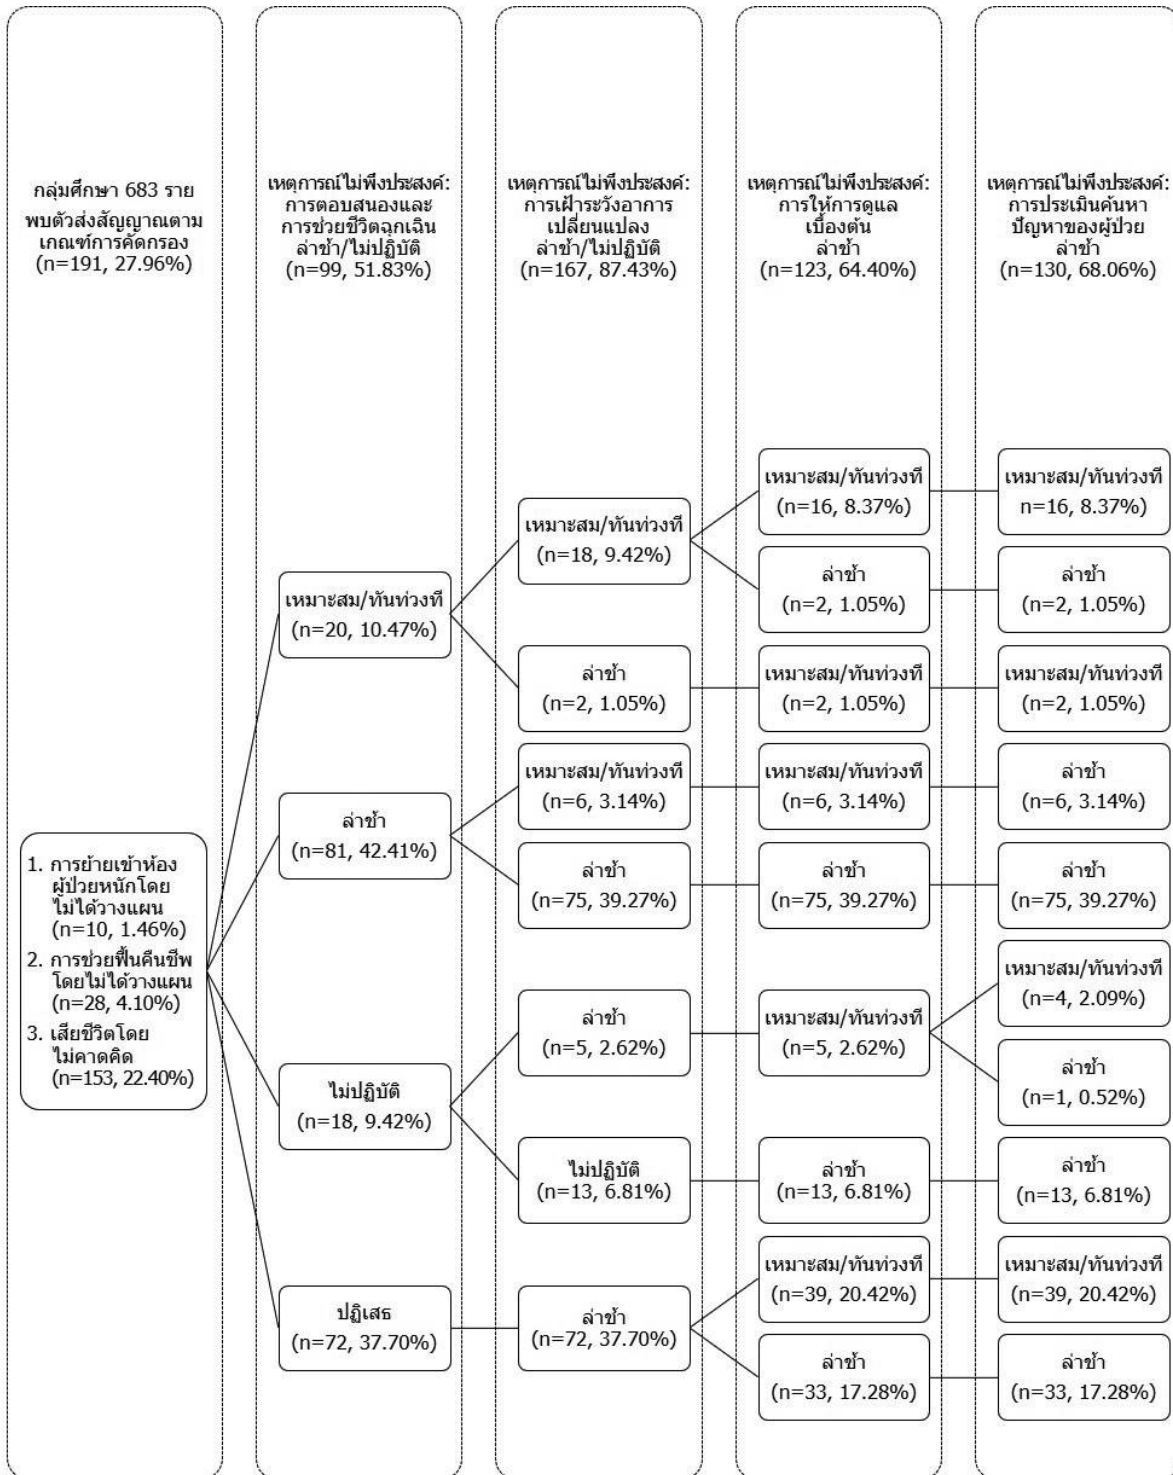 กลุ่มศึกษา 683 ราย
พบตัวส่งสัญญาณตาม
เกณฑ์การคัดกรอง
(n=191, 27.96%)
เหตุการณ์ไม่พึงประสงค์:
การตอบสนองและ
การช่วยชีวิตฉุกเฉิน
ล่าช้า/ไม่ปฏิบัติ
(n=99, 51.83%)
เหตุการณ์ไม่พึงประสงค์:
การเฝ้าระวังอาการ
เปลี่ยนแปลง
ล่าช้า/ไม่ปฏิบัติ
(n=167, 87.43%)
เหตุการณ์ไม่พึงประสงค์:
การให้การดูแล
เบื้องต้น
ล่าช้า
(n=123, 64.40%)
เหตุการณ์ไม่พึงประสงค์:
การประเมินค้นหา
ปัญหาของผู้ป่วย
ล่าช้า
(n=130, 68.06%)
1. การย้ายเข้าห้อง
ผู้ป่วยหนักโดย
ไม่ได้วางแผน
(n=10, 1.46%)
2. การช่วยฟื้นคืนชีพ
โดยไม่ได้วางแผน
(n=28, 4.10%)
3. เสียชีวิตโดย
ไม่คาดคิด
(n=153, 22.40%)
เหมาะสม/ทันท่วงที
(n=20, 10.47%)
ล่าช้า
(n=81, 42.41%)
ไม่ปฏิบัติ
(n=18, 9.42%)
ปฏิเสธ
(n=72, 37.70%)
เหมาะสม/ทันท่วงที
(n=18, 9.42%)
ล่าช้า
(n=2, 1.05%)
เหมาะสม/ทันท่วงที
(n=6, 3.14%)
ล่าช้า
(n=75, 39.27%)
ล่าช้า
(n=5, 2.62%)
ไม่ปฏิบัติ
(n=13, 6.81%)
ล่าช้า
(n=72, 37.70%)
เหมาะสม/ทันท่วงที
(n=16, 8.37%)
ล่าช้า
(n=2, 1.05%)
เหมาะสม/ทันท่วงที
(n=2, 1.05%)
เหมาะสม/ทันท่วงที
(n=6, 3.14%)
ล่าช้า
(n=75, 39.27%)
เหมาะสม/ทันท่วงที
(n=5, 2.62%)
ล่าช้า
(n=13, 6.81%)
เหมาะสม/ทันท่วงที
(n=39, 20.42%)
ล่าช้า
(n=33, 17.28%)
เหมาะสม/ทันท่วงที
n=16, 8.37%)
ล่าช้า
(n=2, 1.05%)
เหมาะสม/ทันท่วงที
(n=2, 1.05%)
ล่าช้า
(n=6, 3.14%)
ล่าช้า
(n=75, 39.27%)
เหมาะสม/ทันท่วงที
(n=4, 2.09%)
ล่าช้า
(n=1, 0.52%)
ล่าช้า
(n=13, 6.81%)
เหมาะสม/ทันท่วงที
(n=39, 20.42%)
ล่าช้า
(n=33, 17.28%)